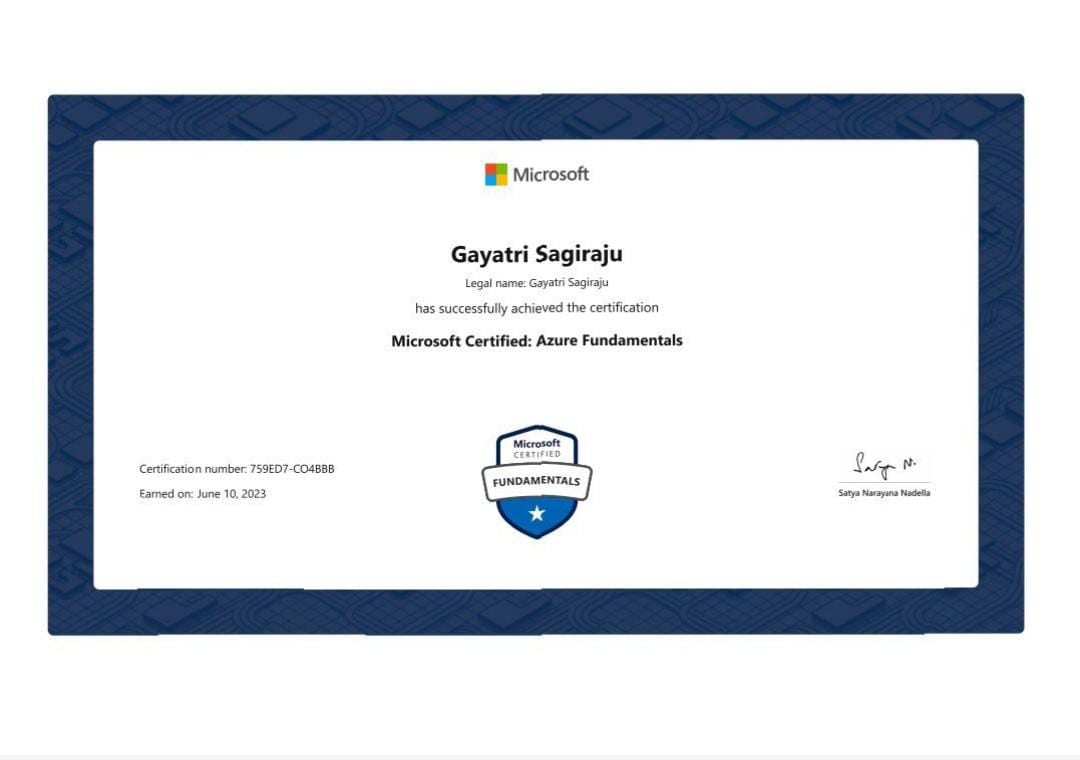 Microsoft
Gayatri Sagiraju
Legal name: Gayatri Sagiraju
has successfully achieved the certification
Microsoft Certified: Azure Fundamentals
Microsoft
CERTIFIED
FUNDAMENTALS
Certification number: 759ED7-CO4BBB
Earned on: June 10, 2023
Satya N.
Satya Narayana Nadella